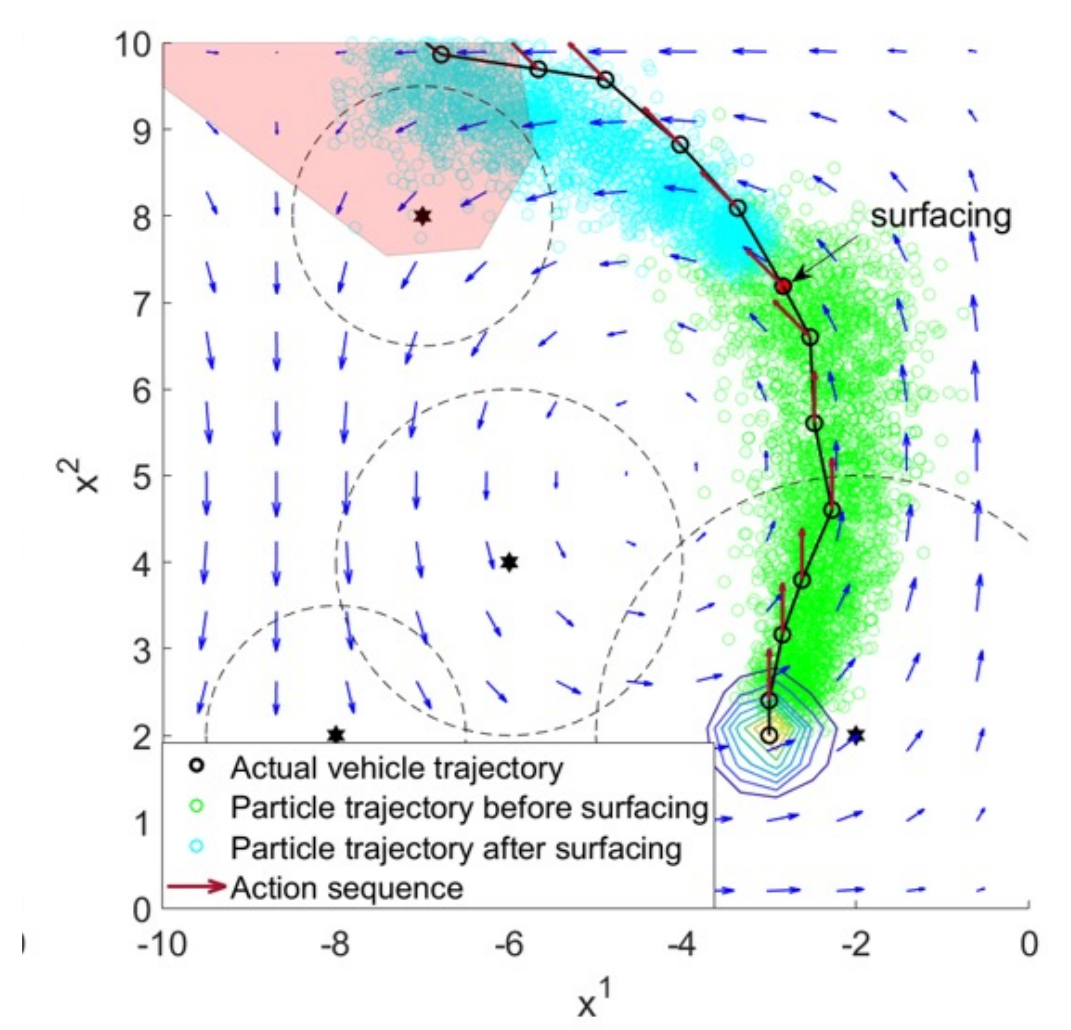 10
9
8
7
6
5
4
3
2
1
0
x²
surfacing
Actual vehicle trajectory
Particle trajectory before surfacing
Particle trajectory after surfacing
Action sequence
-10
-8
-6
-4
-2
0
x¹